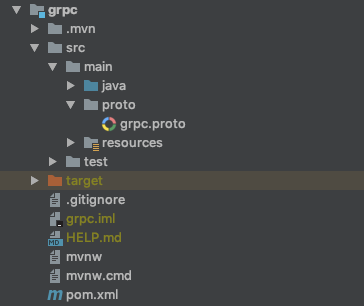 grpc
.mvn
src
main
java
proto
grpc.proto
resources
test
target
.gitignore
grpc.iml
HELP.md
mvnw
mvnw.cmd
pom.xml